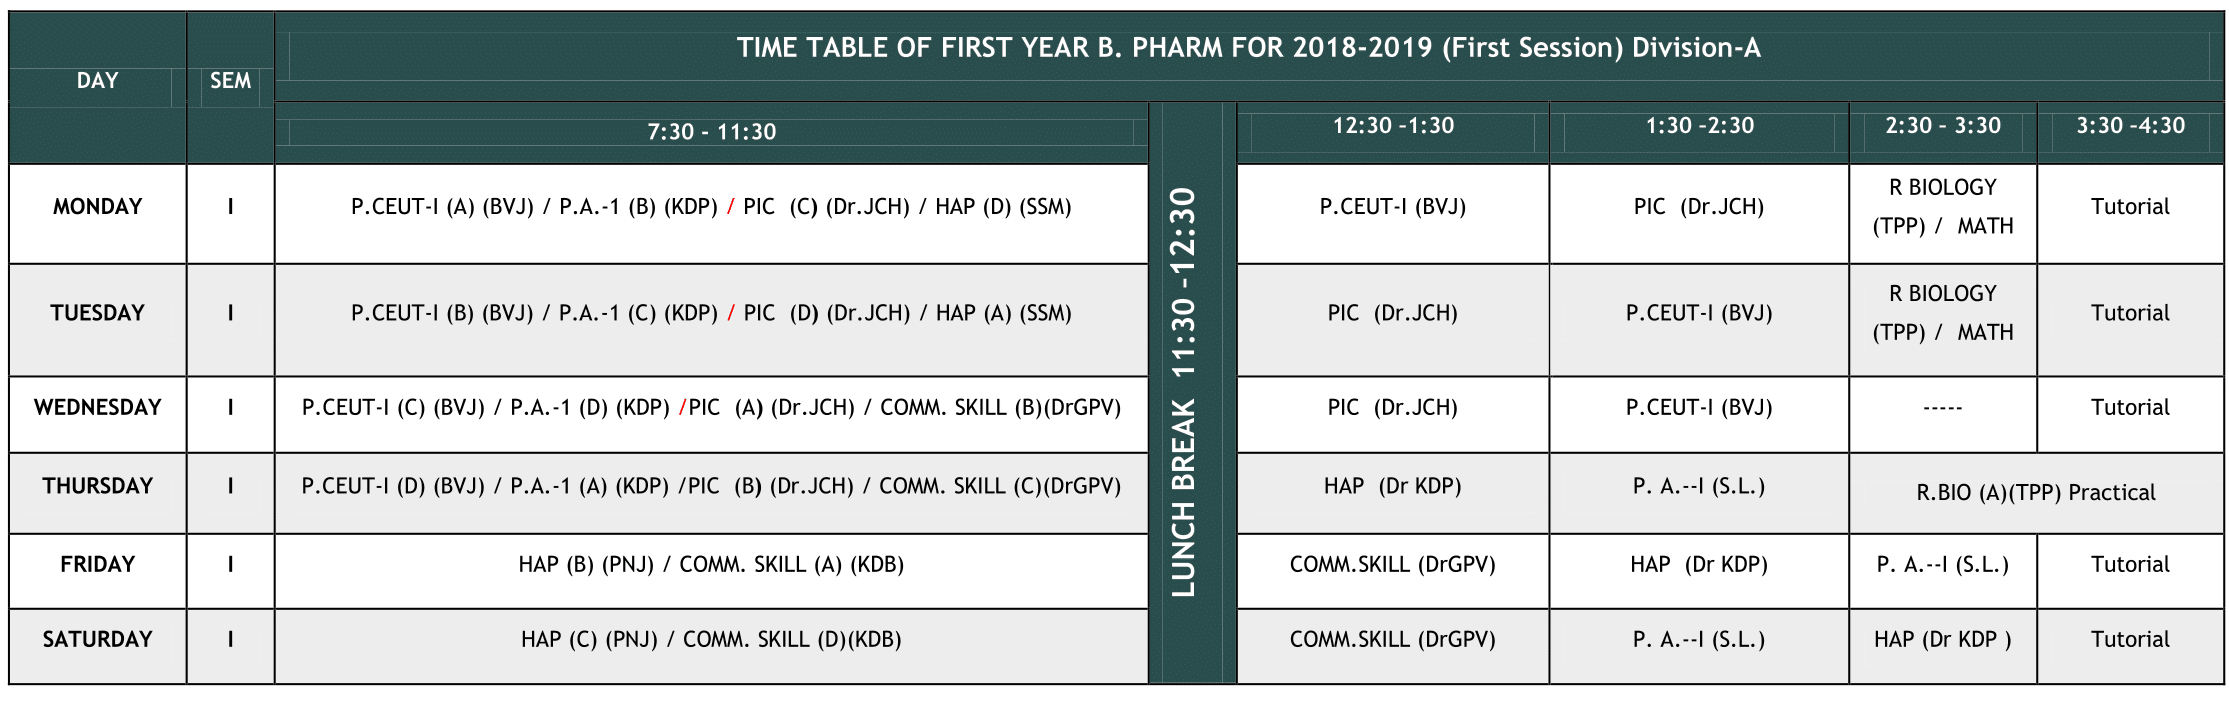 TIME TABLE OF FIRST YEAR B. PHARM FOR 2018-2019 (First Session) Division-A
DAY
SEM
7:30 - 11:30
LUNCH BREAK 11:30 -12:30
12:30 –1:30
1:30 –2:30
2:30 – 3:30
3:30 –4:30
MONDAY
I
P.CEUT-I (A) (BVJ) / P.A.-1 (B) (KDP) / PIC (C) (Dr.JCH) / HAP (D) (SSM)
P.CEUT-I (BVJ)
PIC (Dr.JCH)
R BIOLOGY
(TPP) / MATH
Tutorial
TUESDAY
I
P.CEUT-I (B) (BVJ) / P.A.-1 (C) (KDP) / PIC (D) (Dr.JCH) / HAP (A) (SSM)
PIC (Dr.JCH)
P.CEUT-I (BVJ)
R BIOLOGY
(TPP) / MATH
Tutorial
WEDNESDAY
I
P.CEUT-I (C) (BVJ) / P.A.-1 (D) (KDP) /PIC (A) (Dr.JCH) / COMM. SKILL (B)(DrGPV)
PIC (Dr.JCH)
P.CEUT-I (BVJ)
-----
Tutorial
THURSDAY
I
P.CEUT-I (D) (BVJ) / P.A.-1 (A) (KDP) /PIC (B) (Dr.JCH) / COMM. SKILL (C)(DrGPV)
HAP (Dr KDP)
P. A.--I (S.L.)
R.BIO (A)(TPP) Practical
FRIDAY
I
HAP (B) (PNJ) / COMM. SKILL (A) (KDB)
COMM.SKILL (DrGPV)
HAP (Dr KDP)
P. A.--I (S.L.)
Tutorial
SATURDAY
I
HAP (C) (PNJ) / COMM. SKILL (D)(KDB)
COMM.SKILL (DrGPV)
P. A.--I (S.L.)
HAP (Dr KDP )
Tutorial